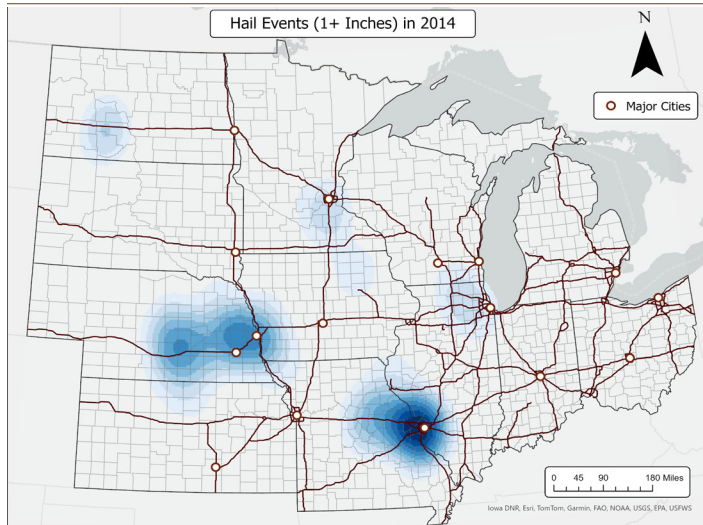 Hail Events (1+ Inches) in 2014
N
Major Cities
0 45 90 180 Miles
Iowa DNR, Esri, TomTom, Garmin, FAO, NOAA, USGS, EPA, USFWS